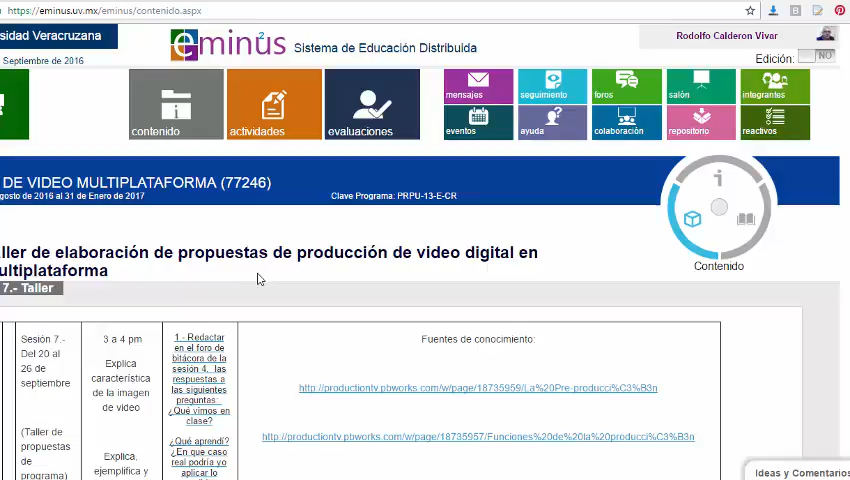 https://eminus.uv.mx/eminus/contenido.aspx
sidad Veracruzana
eminus2
Sistema de Educación Distribuida
Rodolfo Calderon Vivar
Septiembre de 2016
Edición:
NO
contenido
actividades
evaluaciones
mensajes
seguimiento
foros
salón
integrantes
eventos
ayuda
colaboración
repositorio
reactivos
DE VIDEO MULTIPLATAFORMA (77246)
gosto de 2016 al 31 de Enero de 2017
Clave Programa: PRPU-13-E-CR
Contenido
ller de elaboración de propuestas de producción de video digital en
ultiplataforma
7.- Taller
Sesión 7.-
Del 20 al
26 de
septiembre
(Taller de
propuestas
de
programa)
3 a 4 pm
Explica
característica
de la imagen
de video
Explica,
ejemplifica y
1.- Redactar
en el foro de
bitácora de la
sesión 4, las
respuestas a
las siguientes
preguntas:
¿Qué vimos en
clase?
¿Qué aprendí?
¿En que caso
real podría yo
aplicar lo
Fuentes de conocimiento:
http://productiontv.pbworks.com/w/page/18735959/La%20Pre-producci%C3%B3n
http://productiontv.pbworks.com/w/page/18735957/Funciones%20de%20la%20producci%C3%B3n
Ideas y Comentarios